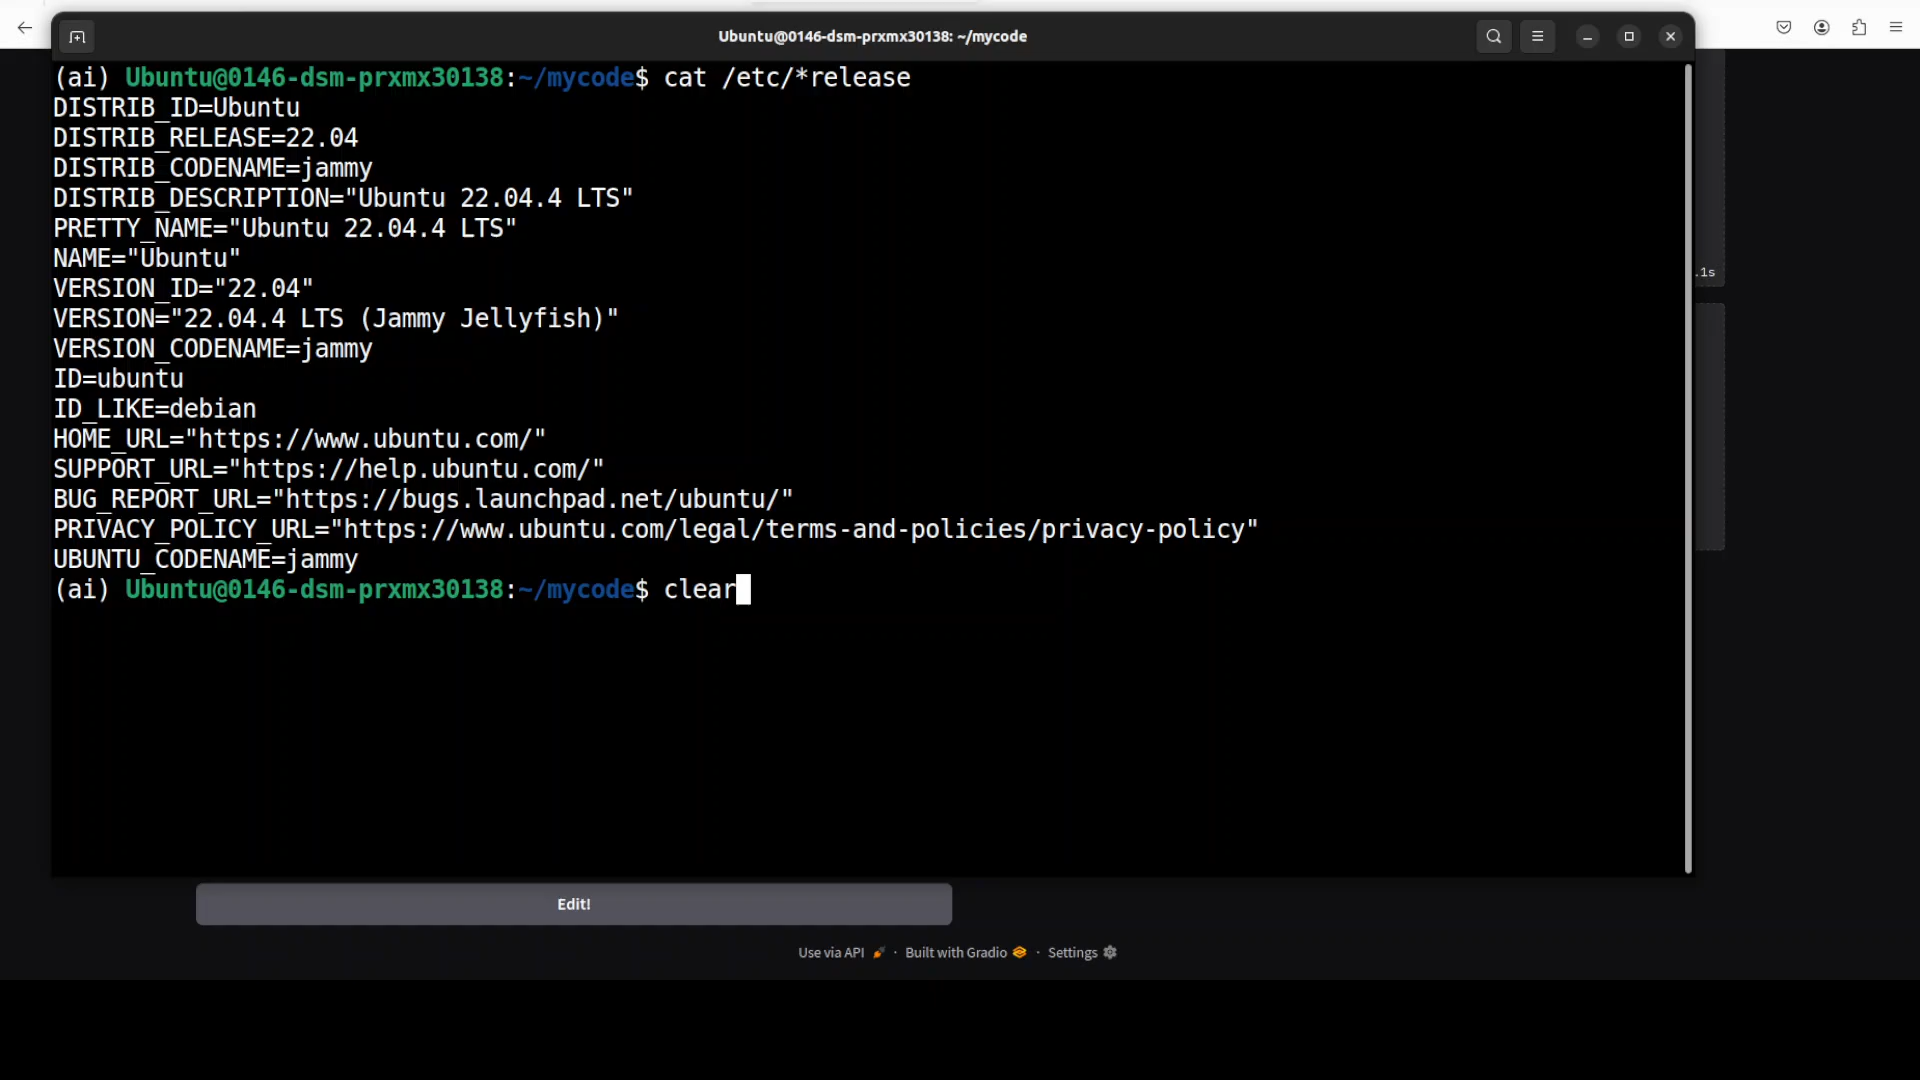 Ubuntu@0146-dsm-prxmx30138: ~/mycode
(ai) Ubuntu@0146-dsm-prxmx30138:~/mycode$ cat /etc/*release
DISTRIB_ID=Ubuntu
DISTRIB_RELEASE=22.04
DISTRIB_CODENAME=jammy
DISTRIB_DESCRIPTION="Ubuntu 22.04.4 LTS"
PRETTY_NAME="Ubuntu 22.04.4 LTS"
NAME="Ubuntu"
VERSION_ID="22.04"
VERSION="22.04.4 LTS (Jammy Jellyfish)"
VERSION_CODENAME=jammy
ID=ubuntu
ID_LIKE=debian
HOME_URL="https://www.ubuntu.com/"
SUPPORT_URL="https://help.ubuntu.com/"
BUG_REPORT_URL="https://bugs.launchpad.net/ubuntu/"
PRIVACY_POLICY_URL="https://www.ubuntu.com/legal/terms-and-policies/privacy-policy"
UBUNTU_CODENAME=jammy
(ai) Ubuntu@0146-dsm-prxmx30138:~/mycode$ clear
.1s
Edit!
Use via API · Built with Gradio · Settings